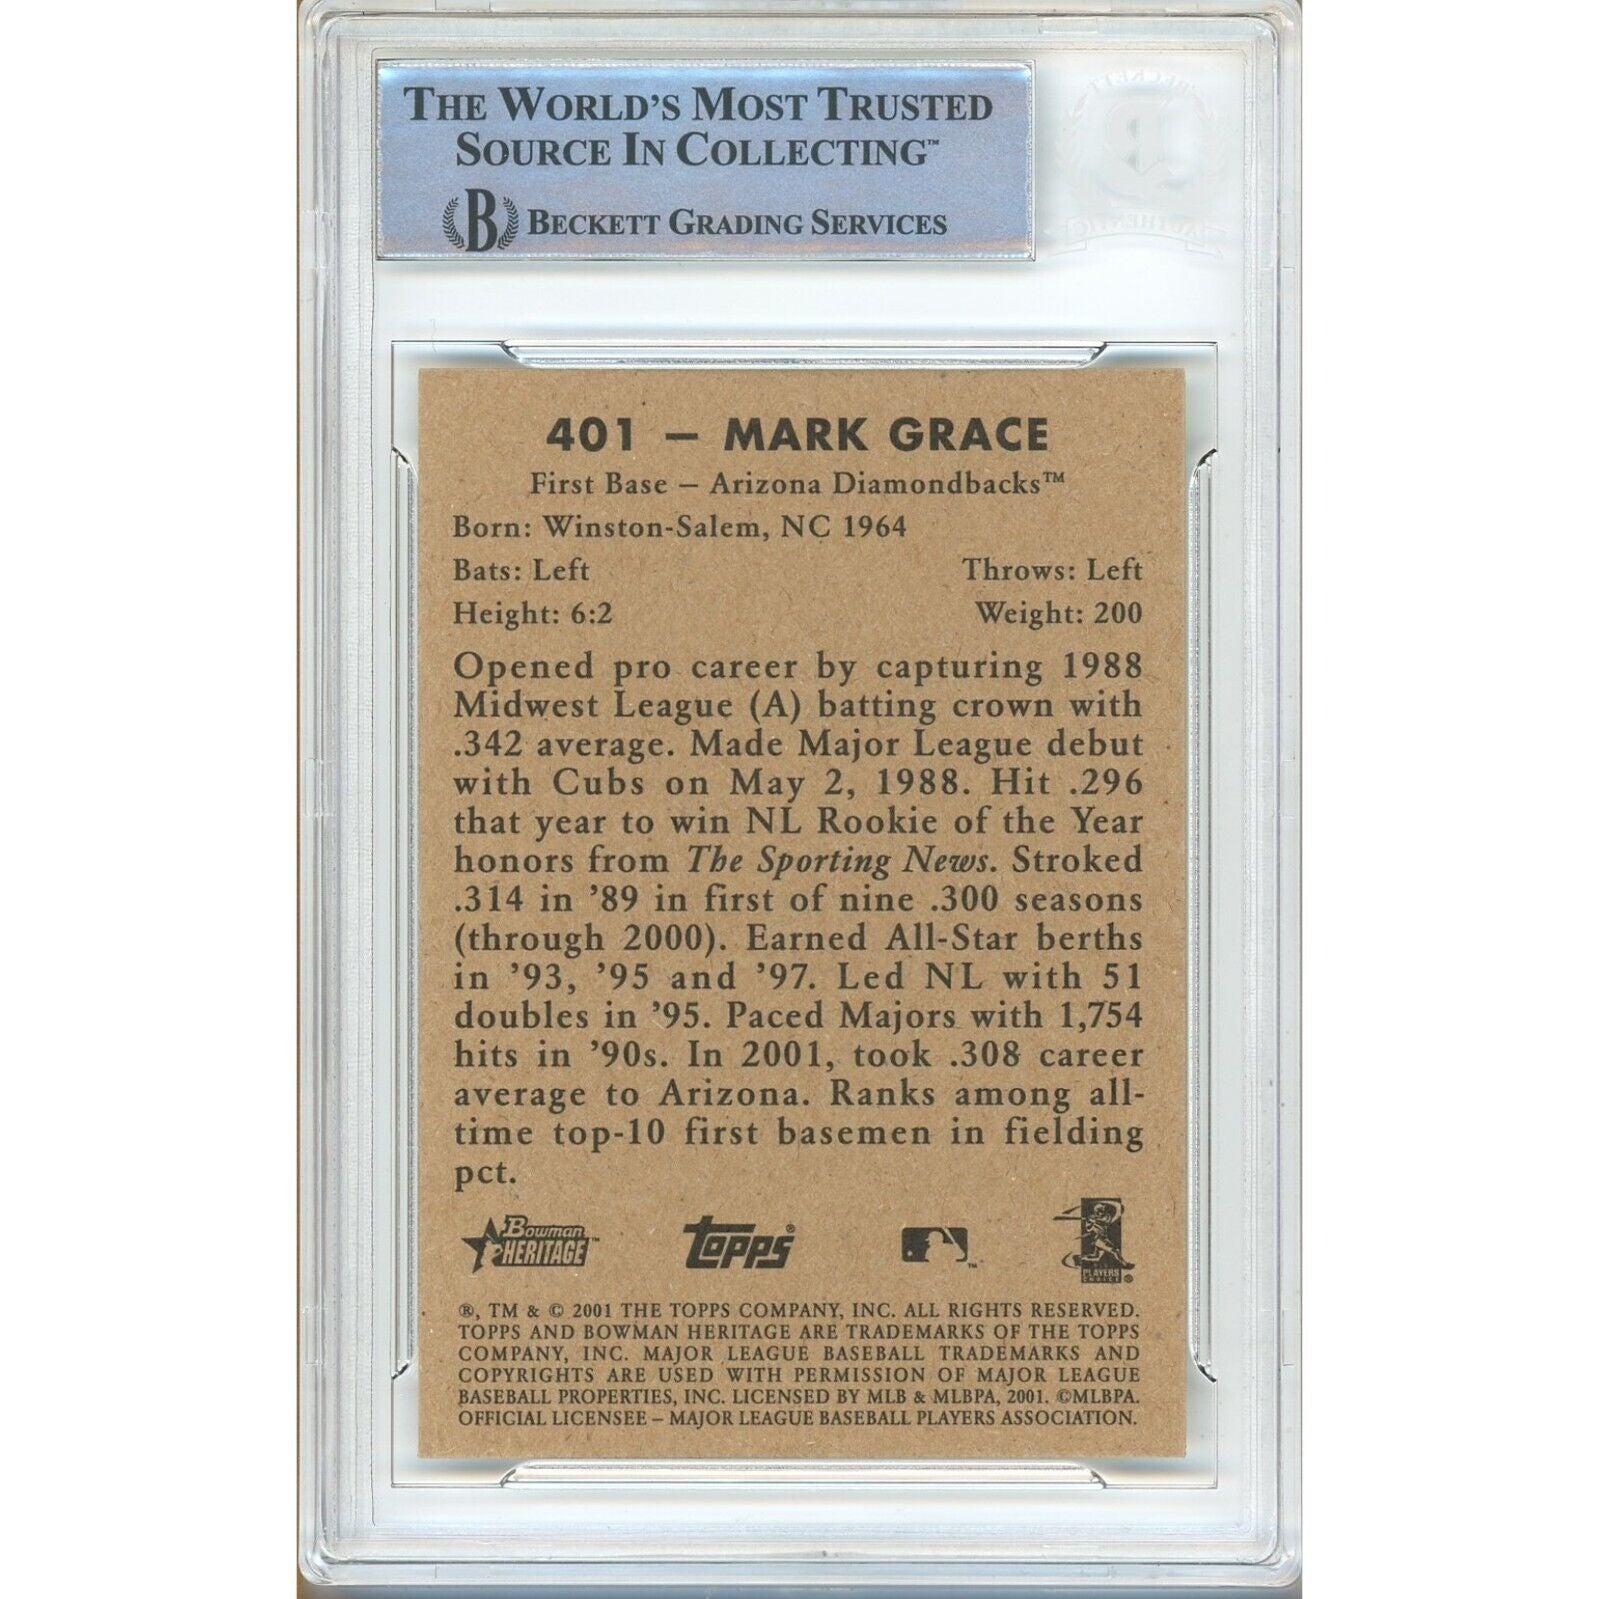 THE WORLD'S MOST TRUSTED
SOURCE IN COLLECTING™
B BECKETT GRADING SERVICES
401 – MARK GRACE
First Base – Arizona Diamondbacks™
Born: Winston-Salem, NC 1964
Bats: Left Throws: Left
Height: 6:2 Weight: 200
Opened pro career by capturing 1988
Midwest League (A) batting crown with
.342 average. Made Major League debut
with Cubs on May 2, 1988. Hit .296
that year to win NL Rookie of the Year
honors from The Sporting News. Stroked
.314 in ’89 in first of nine .300 seasons
(through 2000). Earned All-Star berths
in ’93, ’95 and ’97. Led NL with 51
doubles in ’95. Paced Majors with 1,754
hits in ’90s. In 2001, took .308 career
average to Arizona. Ranks among all-
time top-10 first basemen in fielding
pct.
Bowman HERITAGE™ Topps® ™ PLAYERS CHOICE ®
®, TM & © 2001 THE TOPPS COMPANY, INC. ALL RIGHTS RESERVED.
TOPPS AND BOWMAN HERITAGE ARE TRADEMARKS OF THE TOPPS
COMPANY, INC. MAJOR LEAGUE BASEBALL TRADEMARKS AND
COPYRIGHTS ARE USED WITH PERMISSION OF MAJOR LEAGUE
BASEBALL PROPERTIES, INC. LICENSED BY MLB & MLBPA, 2001. ©MLBPA.
OFFICIAL LICENSEE – MAJOR LEAGUE BASEBALL PLAYERS ASSOCIATION.